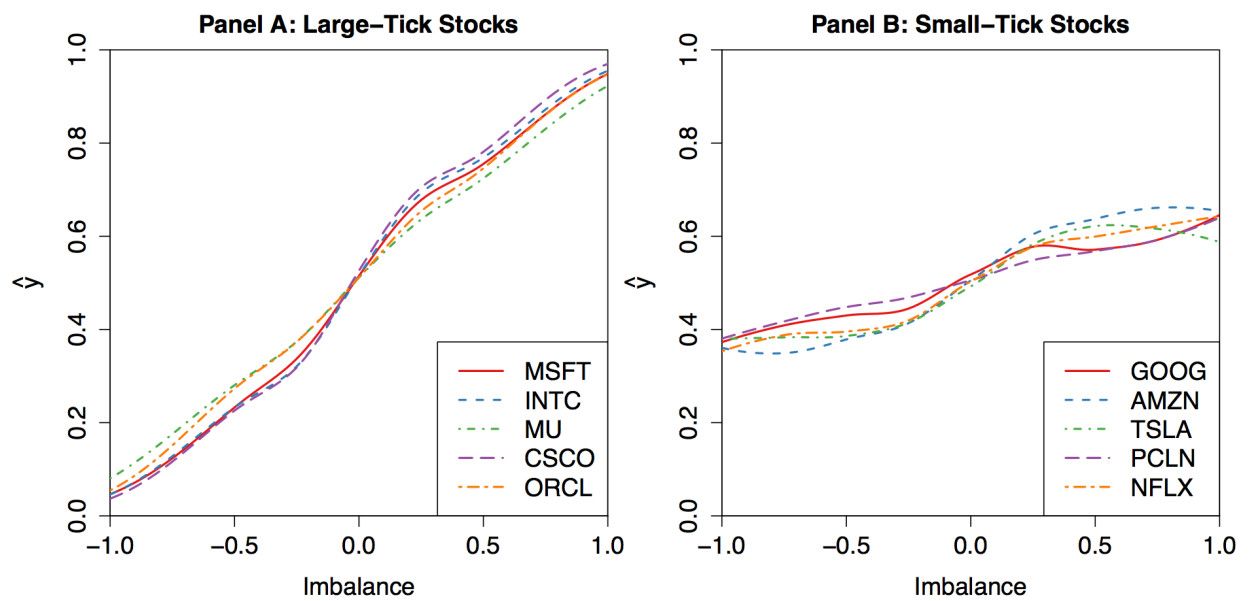 Panel A: Large-Tick Stocks
ŷ
1.0
0.8
0.6
0.4
0.2
0.0
MSFT
INTC
MU
CSCO
ORCL
-1.0 -0.5 0.0 0.5 1.0
Imbalance
Panel B: Small-Tick Stocks
ŷ
1.0
0.8
0.6
0.4
0.2
0.0
GOOG
AMZN
TSLA
PCLN
NFLX
-1.0 -0.5 0.0 0.5 1.0
Imbalance